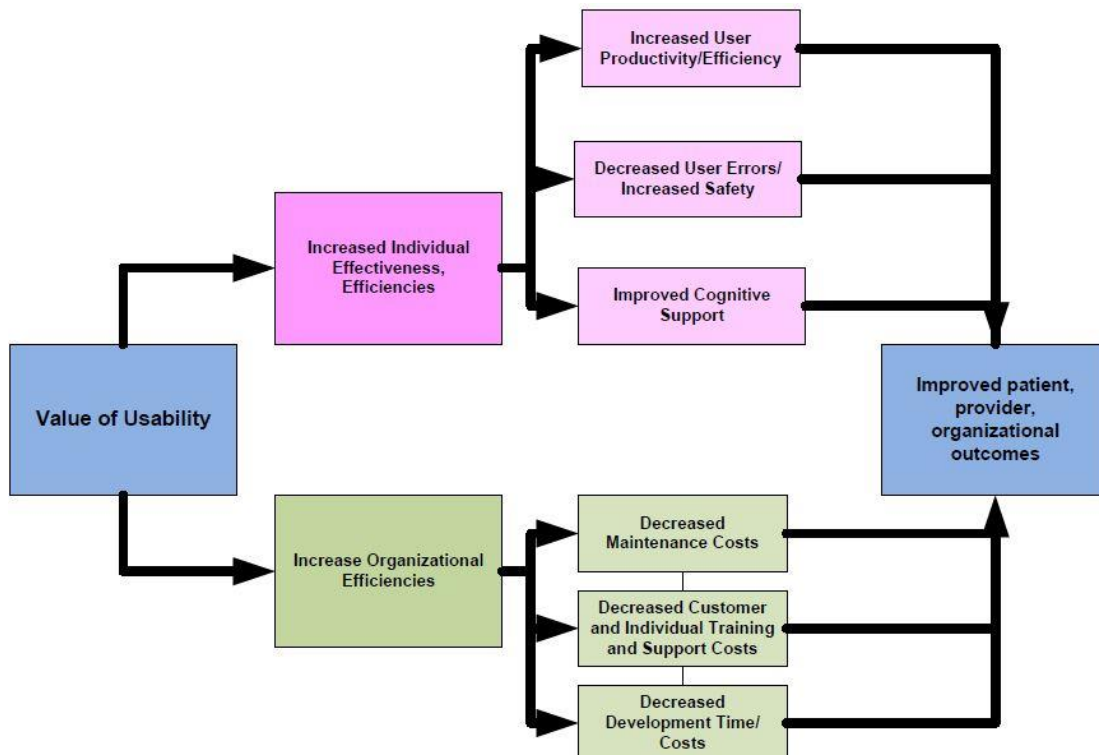 Increased User
Productivity/Efficiency
Decreased User Errors/
Increased Safety
Increased Individual
Effectiveness,
Efficiencies
Improved Cognitive
Support
Value of Usability
Improved patient,
provider,
organizational
outcomes
Increase Organizational
Efficiencies
Decreased
Maintenance Costs
Decreased Customer
and Individual Training
and Support Costs
Decreased
Development Time/
Costs